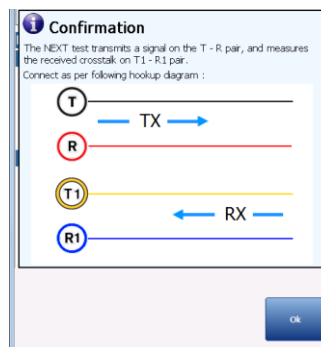 Confirmation
The NEXT test transmits a signal on the T - R pair, and measures
the received crosstalk on T1 - R1 pair.
Connect as per following hookup diagram :
T
TX
R
T1
RX
R1
Ok